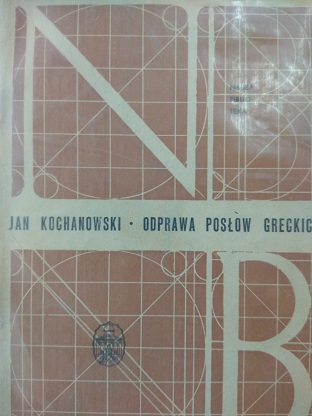 N
JAN KOCHANOWSKI · ODPRAWA POSŁÓW GRECKIC
N B